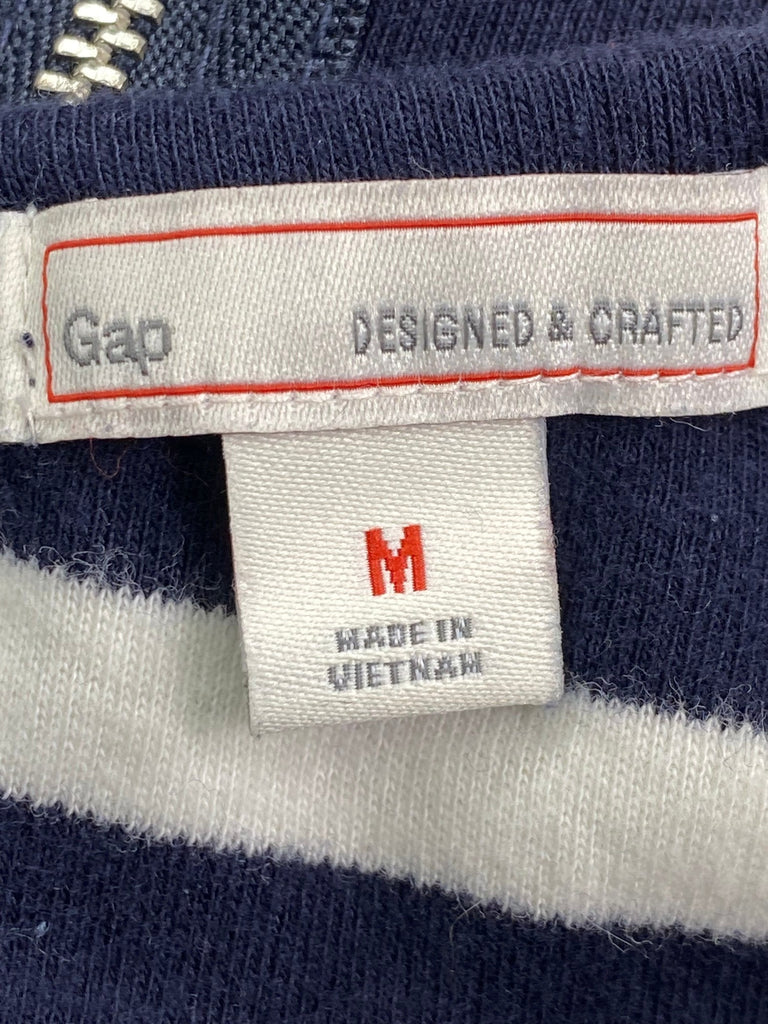 Gap DESIGNED & CRAFTED
M
MADE IN
VIETNAM